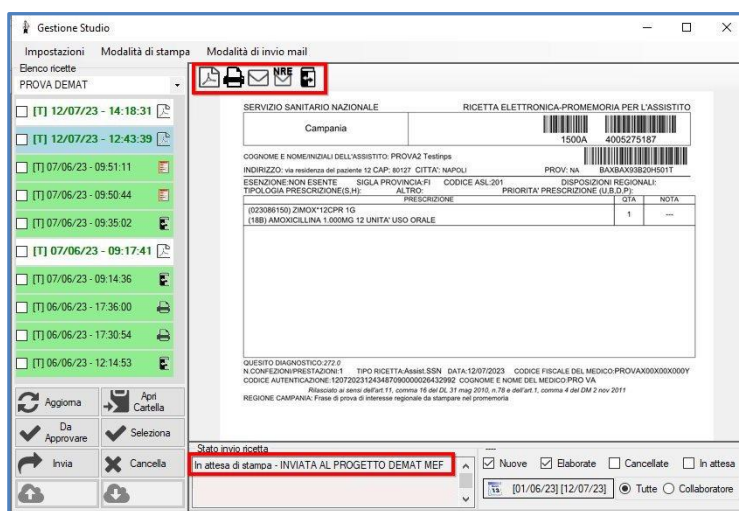 Gestione Studio
Impostazioni Modalità di stampa Modalità di invio mail
Elenco ricette
PROVA DEMAT
NRE
[T] 12/07/23 - 14:18:31
[T] 12/07/23 - 12:43:39
[T] 07/06/23 - 09:51:11
[T] 07/06/23 - 09:50:44
[T] 07/06/23 - 09:35:02
[T] 07/06/23 - 09:17:41
[T] 07/06/23 - 09:14:36
[T] 06/06/23 - 17:36:00
[T] 06/06/23 - 17:30:54
[T] 06/06/23 - 12:14:53
Aggiorna Apri Cartella
Da Approvare Seleziona
Invia Cancella
SERVIZIO SANITARIO NAZIONALE RICETTA ELETTRONICA-PROMEMORIA PER L'ASSISTITO
Campania
1500A 4005275187
COGNOME E NOME/INIZIALI DELL'ASSISTITO: PROVA2 Testinps
INDIRIZZO: via residenza del paziente 12 CAP: 80127 CITTA': NAPOLI PROV: NA BAXBAX93B20H501T
ESENZIONE:NON ESENTE SIGLA PROVINCIA:FI CODICE ASL:201 DISPOSIZIONI REGIONALI:
TIPOLOGIA PRESCRIZIONE(S,H): ALTRO: PRIORITA' PRESCRIZIONE (U,B,D,P):
PRESCRIZIONE QTA NOTA
(023086150) ZIMOX*12CPR 1G
(18B) AMOXICILLINA 1.000MG 12 UNITA' USO ORALE
1 ---
QUESITO DIAGNOSTICO:272.0
N.CONFEZIONI/PRESTAZIONI:1 TIPO RICETTA:Assist.SSN DATA:12/07/2023 CODICE FISCALE DEL MEDICO:PROVAX00X00X000Y
CODICE AUTENTICAZIONE:120720231243487090000026432992 COGNOME E NOME DEL MEDICO:PRO VA
Rilasciato ai sensi dell'art.11, comma 16 del DL 31 mag 2010, n.78 e dell'art.1, comma 4 del DM 2 nov 2011
REGIONE CAMPANIA: Frase di prova di interesse regionale da stampare nel promemoria
Stato invio ricetta
In attesa di stampa - INVIATA AL PROGETTO DEMAT MEF
----
Nuove Elaborate Cancellate In attesa
[01/06/23] [12/07/23] Tutte Collaboratore